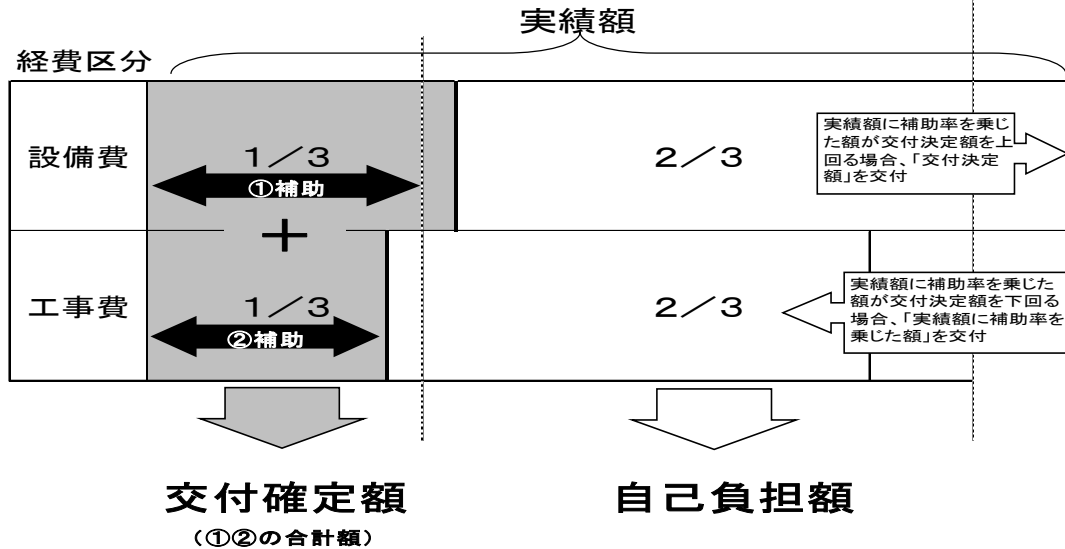 実績額
経費区分
設備費
1/3
①補助
2/3
実績額に補助率を乗じ
た額が交付決定額を上
回る場合、「交付決定
額」を交付
+
工事費
1/3
②補助
2/3
実績額に補助率を乗じた
額が交付決定額を下回る
場合、「実績額に補助率を
乗じた額」を交付
交付確定額
(①②の合計額)
自己負担額